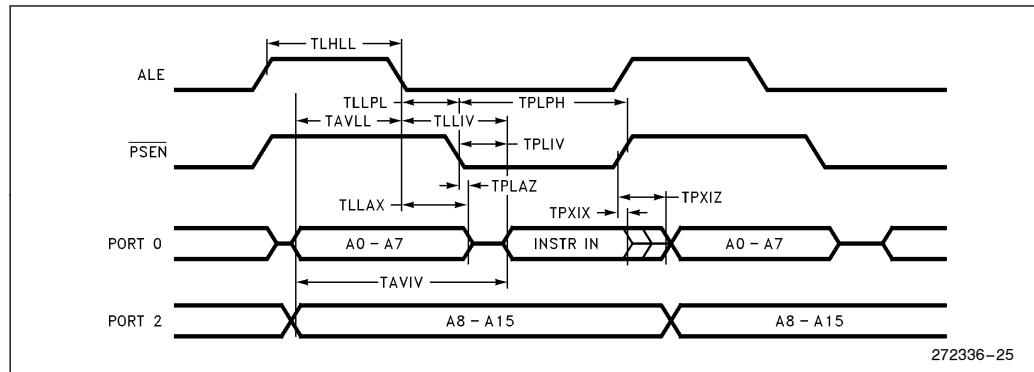 TLHLL
ALE
TLLPL
TPLPH
TAVLL
TLLIV
PSEN
TPLIV
TPLAZ
TPXIZ
TLLAX
TPXIX
PORT 0
A0 – A7
INSTR IN
A0 – A7
TAVIV
PORT 2
A8 – A15
A8 – A15
272336–25